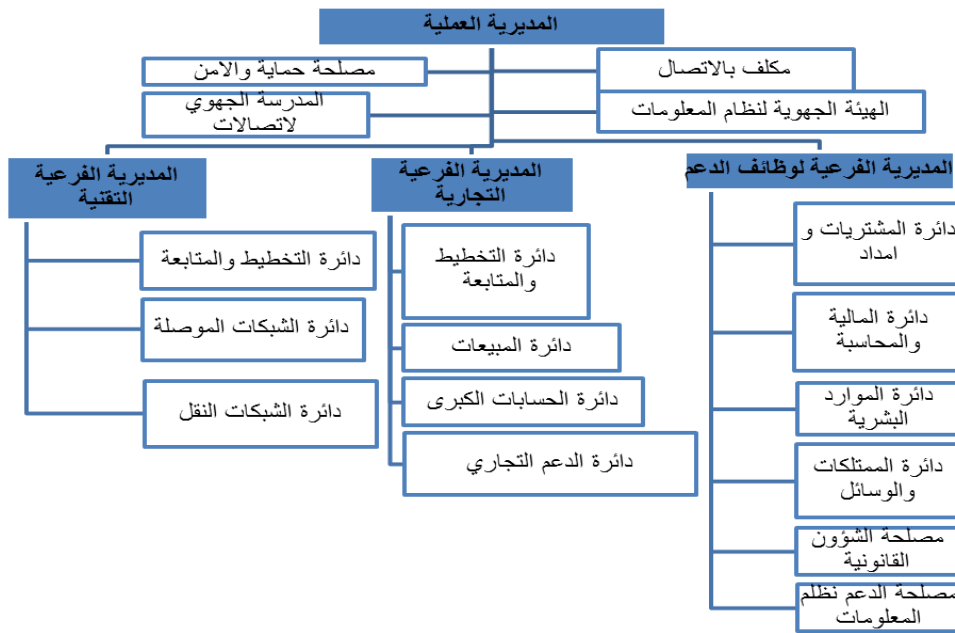 المديرية العملية
مكلف بالاتصال
مصلحة حماية والامن
الهيئة الجهوية لنظام المعلومات
المدرسة الجهوي
لاتصالات
المديرية الفرعية لوظائف الدعم
المديرية الفرعية
التجارية
المديرية الفرعية
التقنية
دائرة المشتريات و
امداد
دائرة المالية
والمحاسبة
دائرة الموارد
البشرية
دائرة الممتلكات
والوسائل
مصلحة الشؤون
القانونية
مصلحة الدعم نظلم
المعلومات
دائرة التخطيط
والمتابعة
دائرة المبيعات
دائرة الحسابات الكبرى
دائرة الدعم التجاري
دائرة التخطيط والمتابعة
دائرة الشبكات الموصلة
دائرة الشبكات النقل